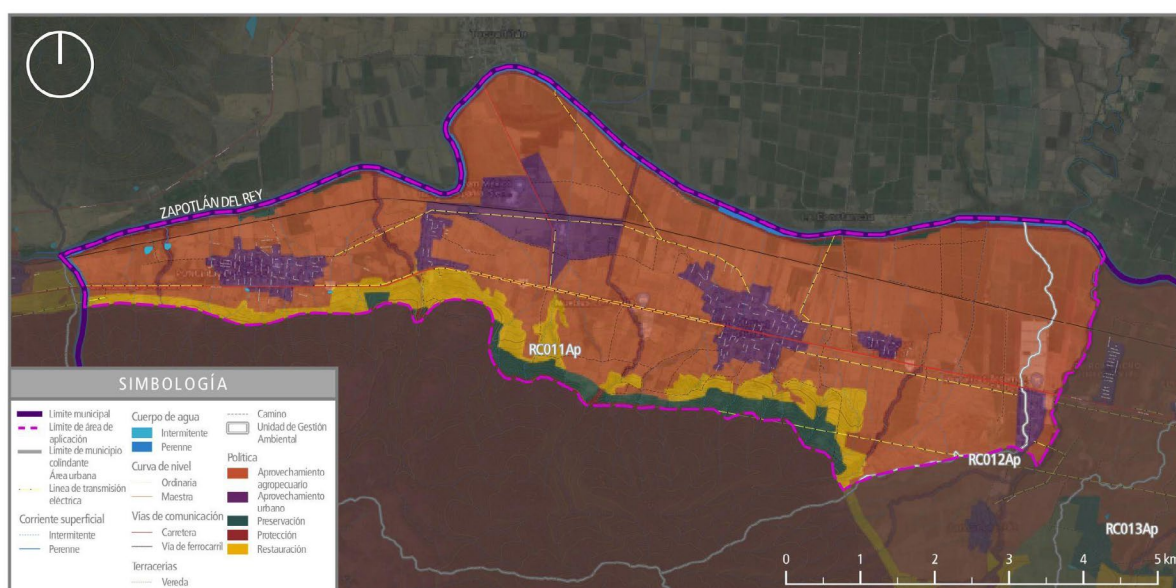 ZAPOTLÁN DEL REY
La Constancia
RC011Ap
RC012Ap
RC013Ap
SIMBOLOGÍA
Límite municipal
Límite de área de
aplicación
Límite de municipio
colindante
Área urbana
Línea de transmisión
eléctrica
Corriente superficial
Intermitente
Perenne
Cuerpo de agua
Intermitente
Perenne
Curva de nivel
Ordinaria
Maestra
Vías de comunicación
Carretera
Vía de ferrocarril
Terracerias
Vereda
Camino
Unidad de Gestión
Ambiental
Política
Aprovechamiento
agropecuario
Aprovechamiento
urbano
Preservación
Protección
Restauración
0 1 2 3 4 5 km